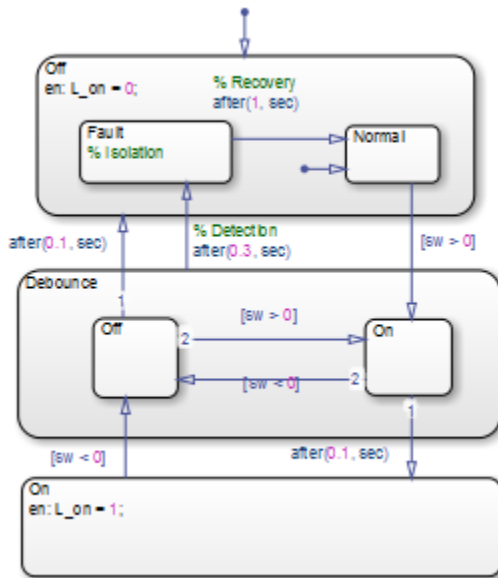 Off
en: L_on = 0;
% Recovery
after(1, sec)
Fault
% Isolation
Normal
after(0.1, sec)
% Detection
after(0.3, sec)
[sw > 0]
Debounce
1
Off
2
[sw > 0]
On
[sw < 0]
2
1
[sw < 0]
after(0.1, sec)
On
en: L_on = 1;